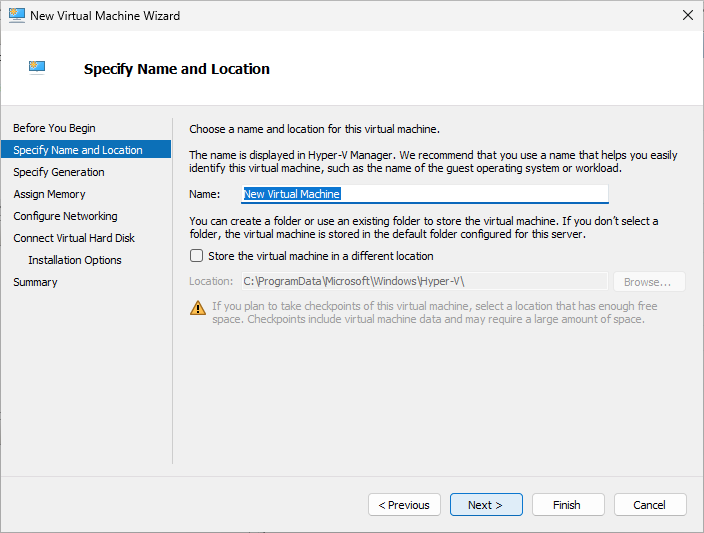 New Virtual Machine Wizard
Specify Name and Location
Before You Begin
Specify Name and Location
Specify Generation
Assign Memory
Configure Networking
Connect Virtual Hard Disk
Installation Options
Summary
Choose a name and location for this virtual machine.
The name is displayed in Hyper-V Manager. We recommend that you use a name that helps you easily
identify this virtual machine, such as the name of the guest operating system or workload.
Name: New Virtual Machine
You can create a folder or use an existing folder to store the virtual machine. If you don't select a
folder, the virtual machine is stored in the default folder configured for this server.
Store the virtual machine in a different location
Location: C:\ProgramData\Microsoft\Windows\Hyper-V\ Browse...
If you plan to take checkpoints of this virtual machine, select a location that has enough free
space. Checkpoints include virtual machine data and may require a large amount of space.
< Previous Next > Finish Cancel